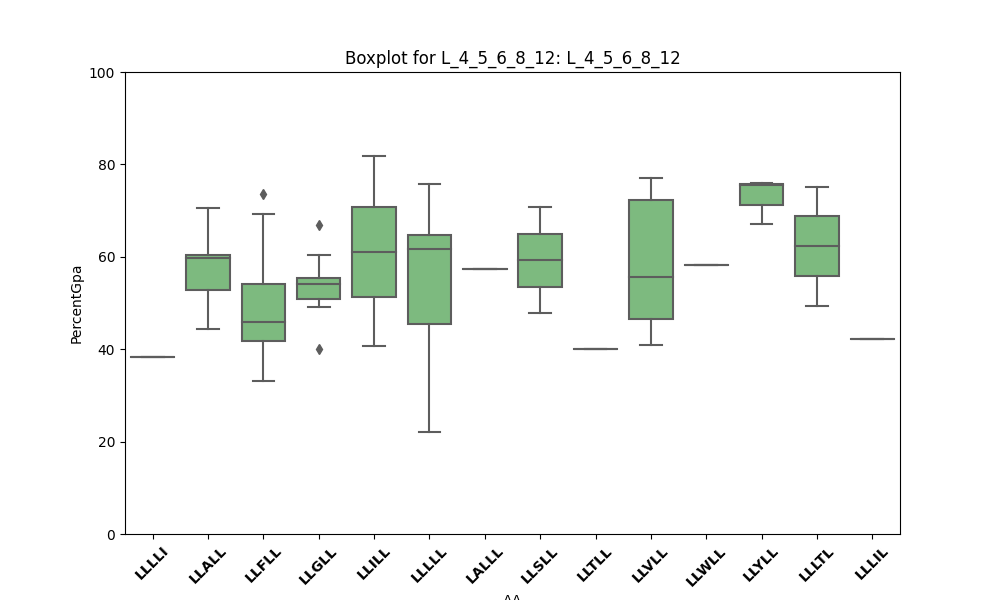 Boxplot for L_4_5_6_8_12: L_4_5_6_8_12
100
80
60
40
20
0
PercentGpa
LLLLI LLALL LLFLL LLGLL LLILL LLLLL LALLL LLSLL LLTLL LLVLL LLWLL LLYLL LLLTL LLLIL
AA